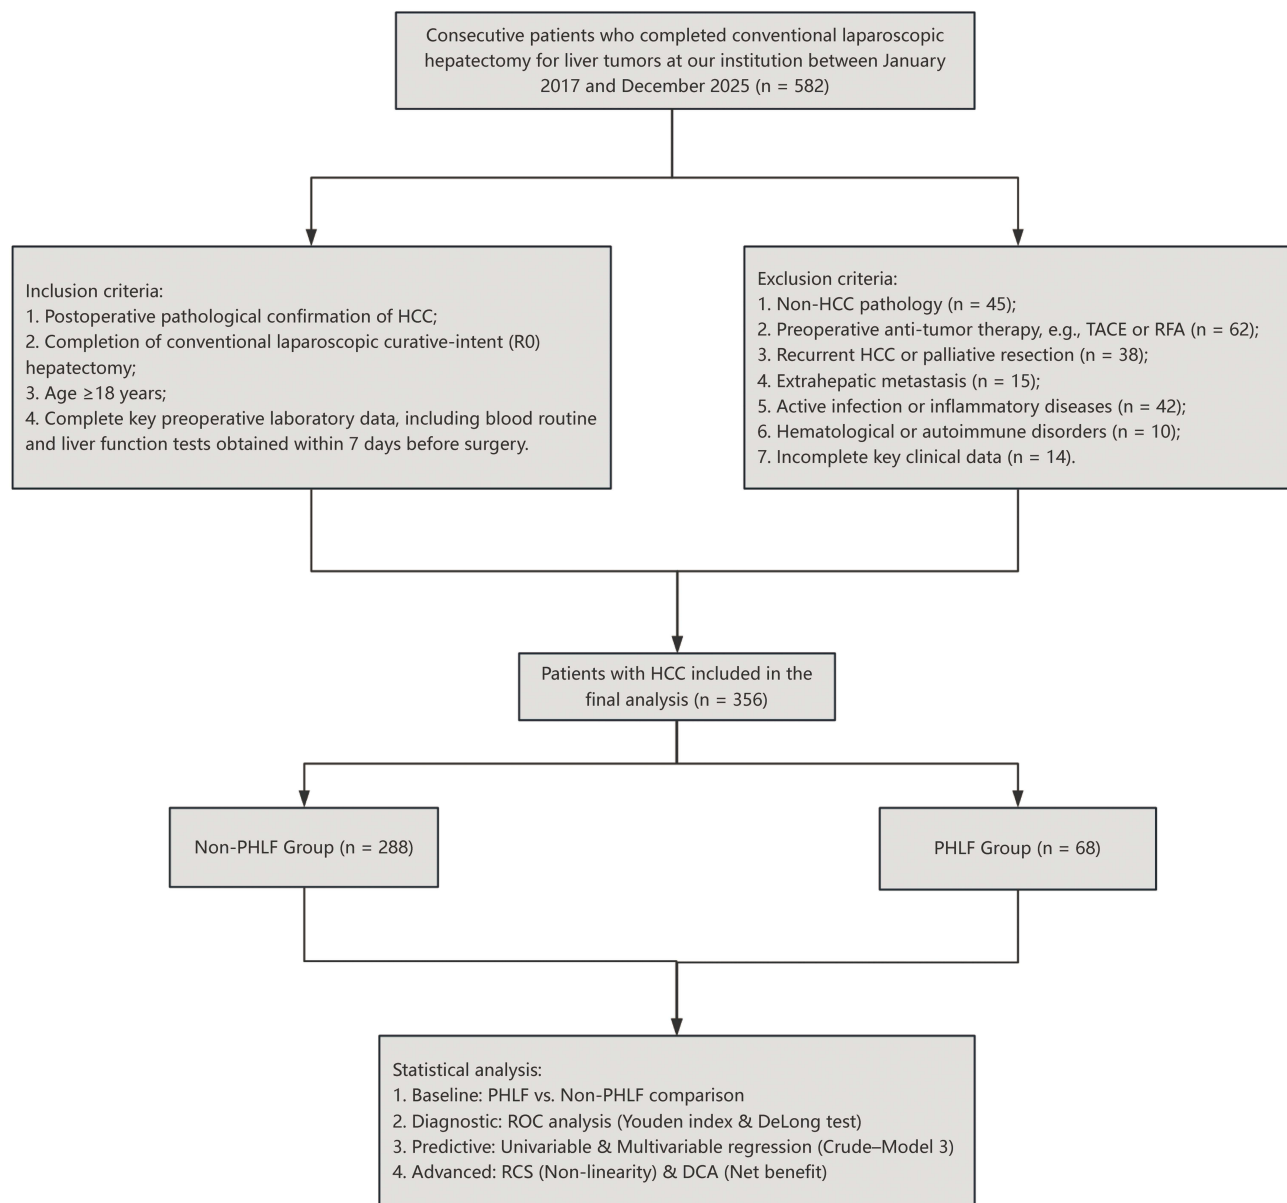 Consecutive patients who completed conventional laparoscopic
hepatectomy for liver tumors at our institution between January
2017 and December 2025 (n = 582)
Inclusion criteria:
1. Postoperative pathological confirmation of HCC;
2. Completion of conventional laparoscopic curative-intent (R0)
hepatectomy;
3. Age ≥18 years;
4. Complete key preoperative laboratory data, including blood routine
and liver function tests obtained within 7 days before surgery.
Exclusion criteria:
1. Non-HCC pathology (n = 45);
2. Preoperative anti-tumor therapy, e.g., TACE or RFA (n = 62);
3. Recurrent HCC or palliative resection (n = 38);
4. Extrahepatic metastasis (n = 15);
5. Active infection or inflammatory diseases (n = 42);
6. Hematological or autoimmune disorders (n = 10);
7. Incomplete key clinical data (n = 14).
Patients with HCC included in the
final analysis (n = 356)
Non-PHLF Group (n = 288)
PHLF Group (n = 68)
Statistical analysis:
1. Baseline: PHLF vs. Non-PHLF comparison
2. Diagnostic: ROC analysis (Youden index & DeLong test)
3. Predictive: Univariable & Multivariable regression (Crude–Model 3)
4. Advanced: RCS (Non-linearity) & DCA (Net benefit)